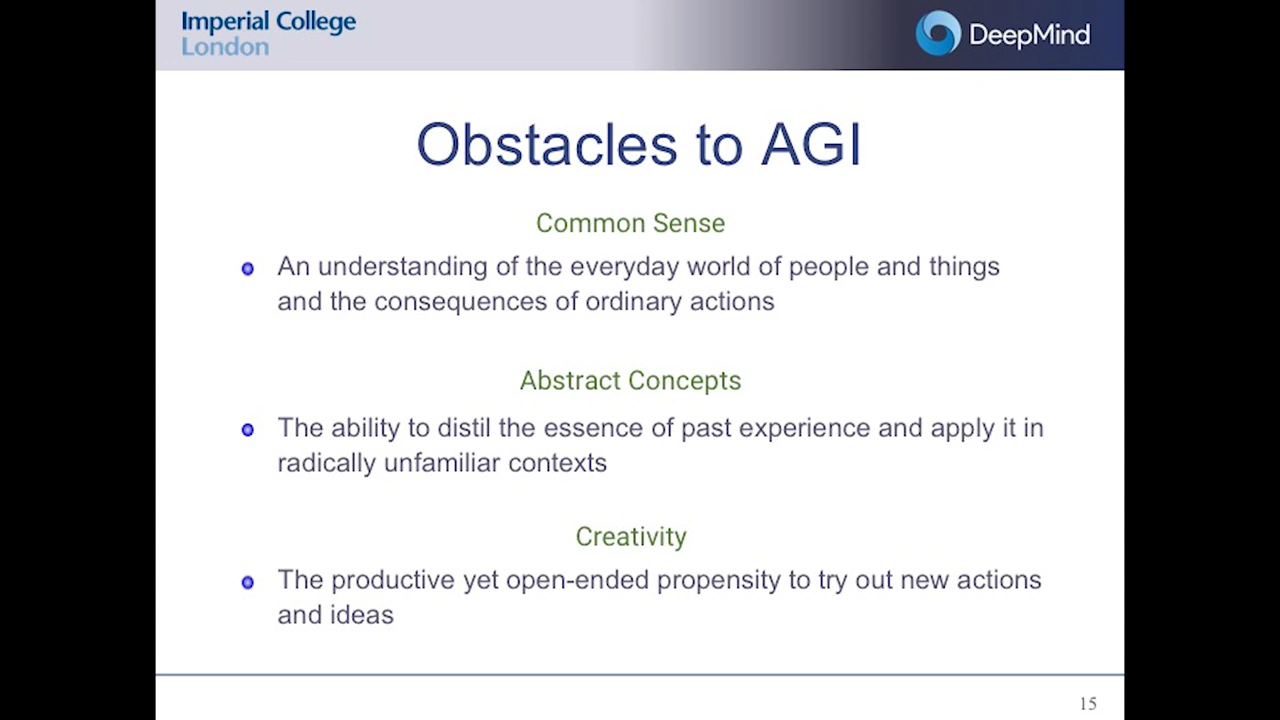 Imperial College
London
DeepMind
Obstacles to AGI
Common Sense
An understanding of the everyday world of people and things
and the consequences of ordinary actions
Abstract Concepts
The ability to distil the essence of past experience and apply it in
radically unfamiliar contexts
Creativity
The productive yet open-ended propensity to try out new actions
and ideas
15